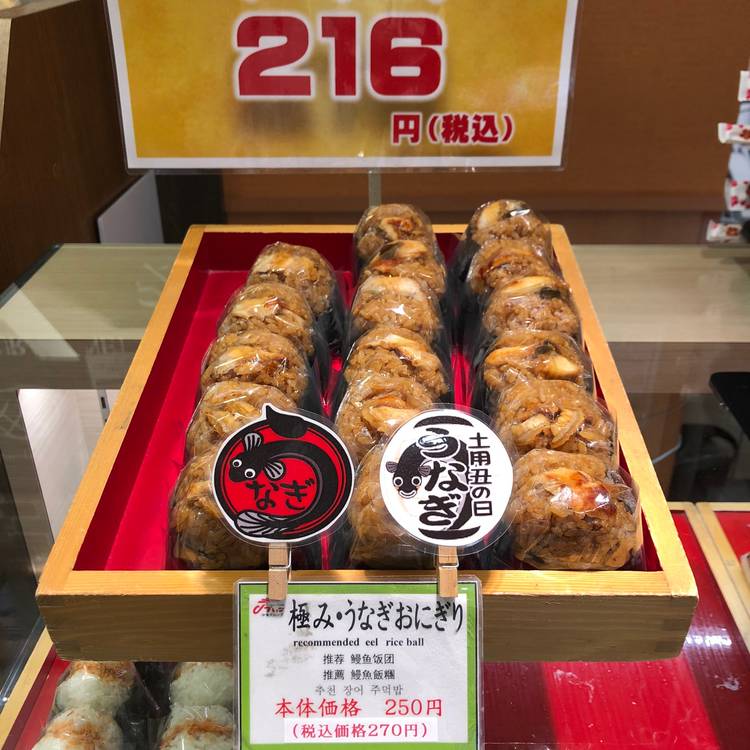 216
円(税込)
なぎ
土用丑の日
うなぎ
極み・うなぎおにぎり
recommended eel rice ball
推荐 鳗鱼饭团
推薦 鰻魚飯糰
추천 장어 주먹밥
本体価格 250円
(税込価格270円)